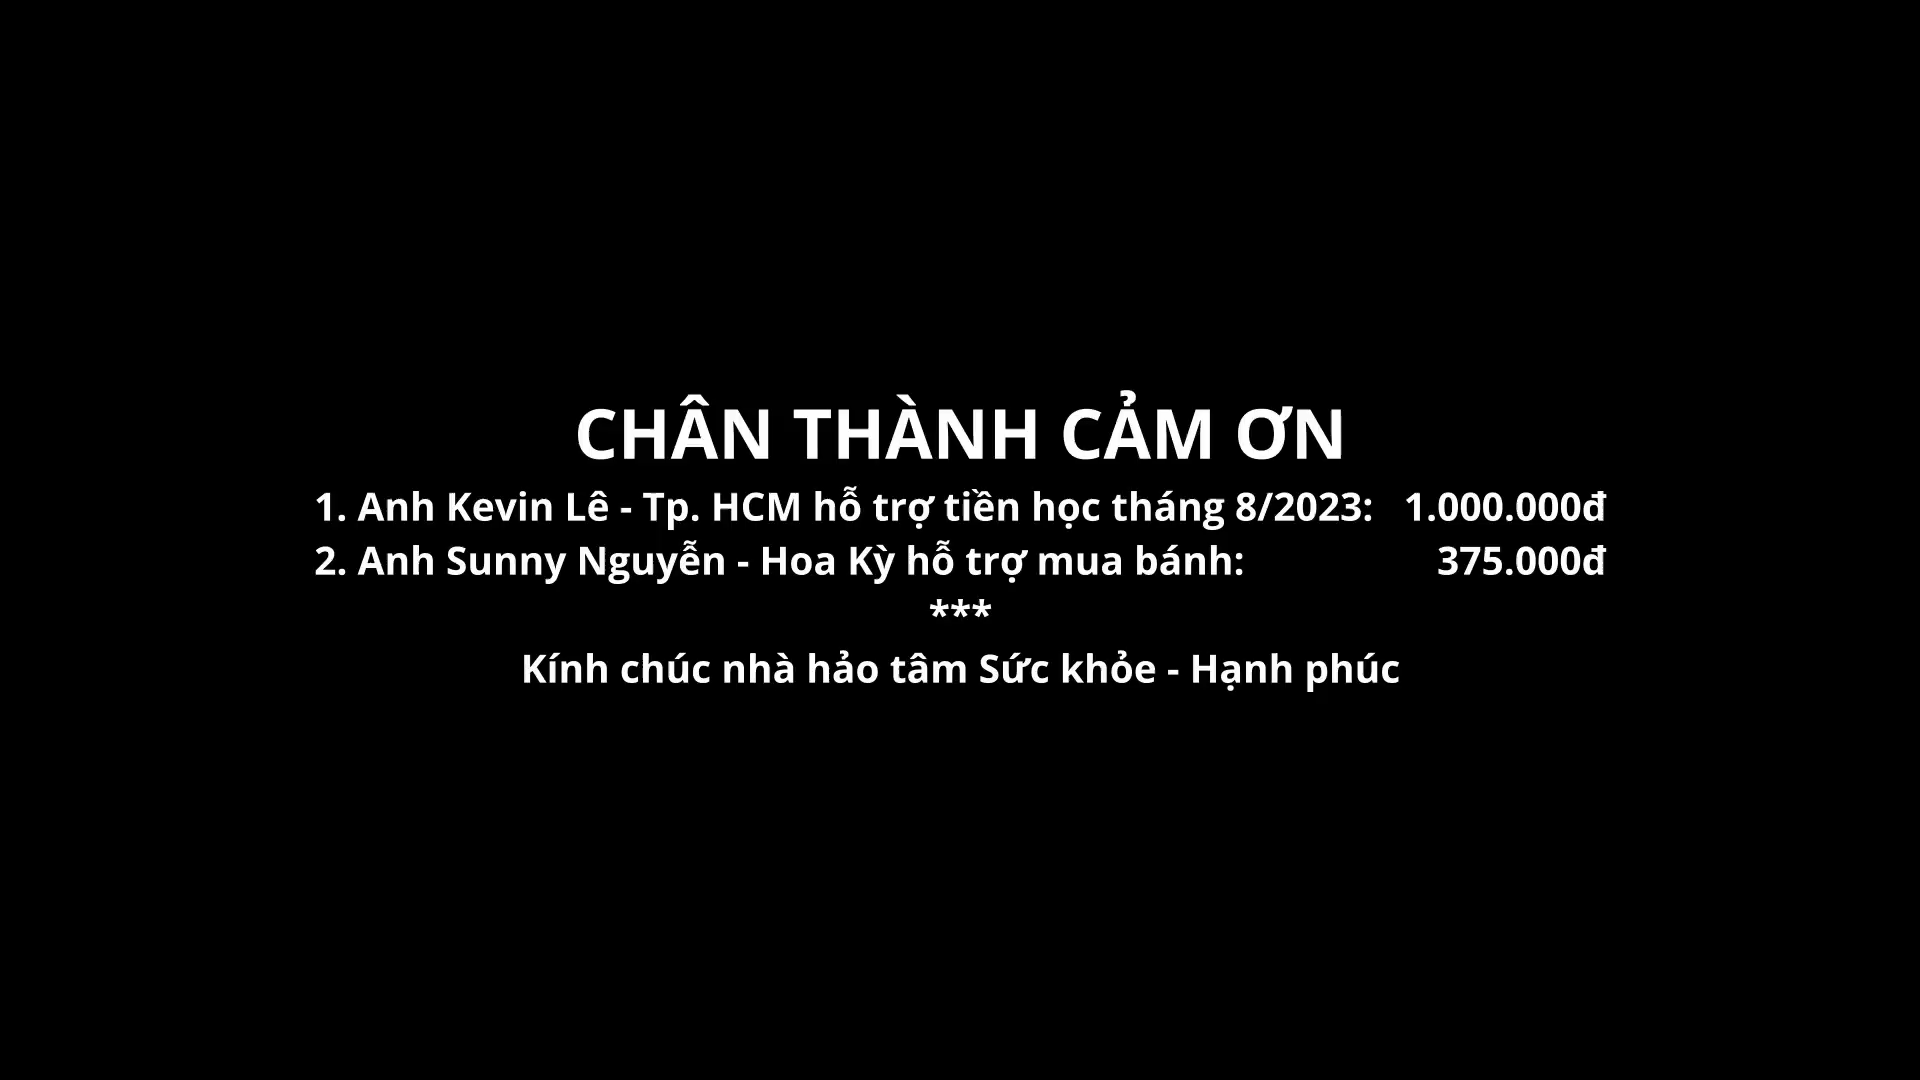 CHÂN THÀNH CẢM ƠN
1. Anh Kevin Lê - Tp. HCM hỗ trợ tiền học tháng 8/2023: 1.000.000đ
2. Anh Sunny Nguyễn - Hoa Kỳ hỗ trợ mua bánh: 375.000đ
***
Kính chúc nhà hảo tâm Sức khỏe - Hạnh phúc